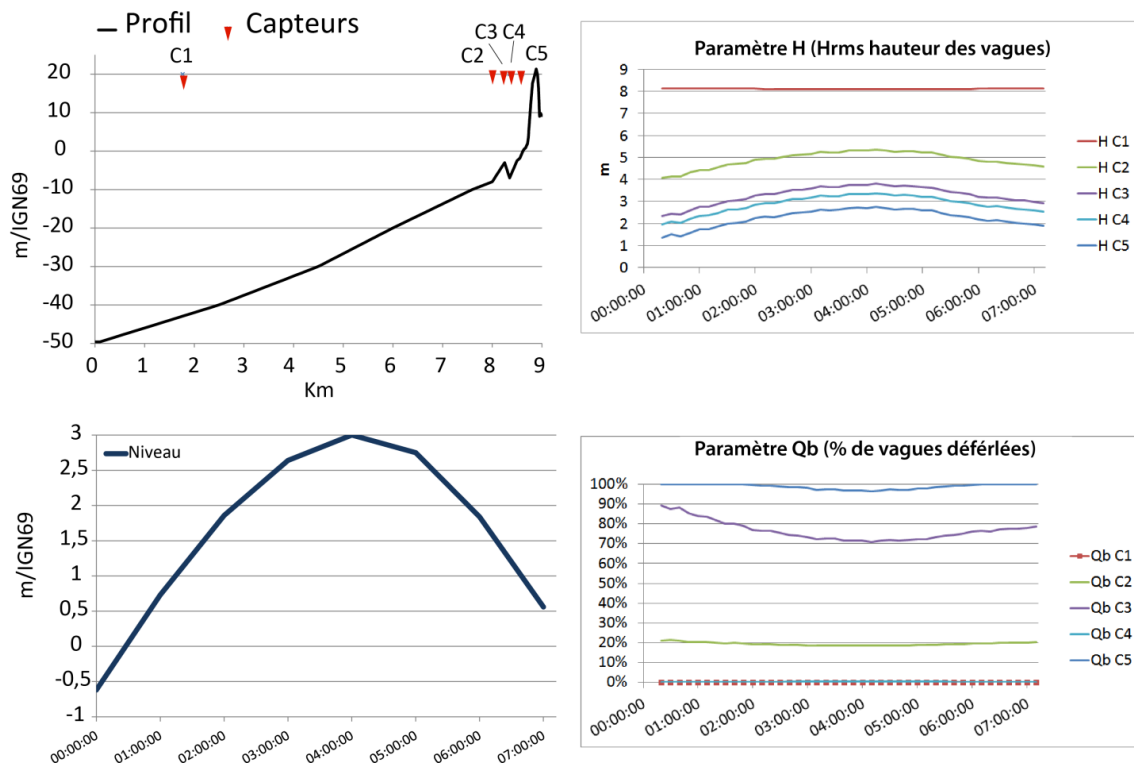 Profil
Capteurs
C1
C3
C4
C2
C5
20
10
0
-10
-20
-30
-40
-50
m/IGN69
0 1 2 3 4 5 6 7 8 9
Km
Paramètre H (Hrms hauteur des vagues)
9
8
7
6
5
4
3
2
1
0
m
00:00:00 01:00:00 02:00:00 03:00:00 04:00:00 05:00:00 06:00:00 07:00:00
H C1
H C2
H C3
H C4
H C5
Niveau
3
2,5
2
1,5
1
0,5
0
-0,5
-1
m/IGN69
00:00:00 01:00:00 02:00:00 03:00:00 04:00:00 05:00:00 06:00:00 07:00:00
Paramètre Qb (% de vagues déférlées)
100%
90%
80%
70%
60%
50%
40%
30%
20%
10%
0%
00:00:00 01:00:00 02:00:00 03:00:00 04:00:00 05:00:00 06:00:00 07:00:00
Qb C1
Qb C2
Qb C3
Qb C4
Qb C5